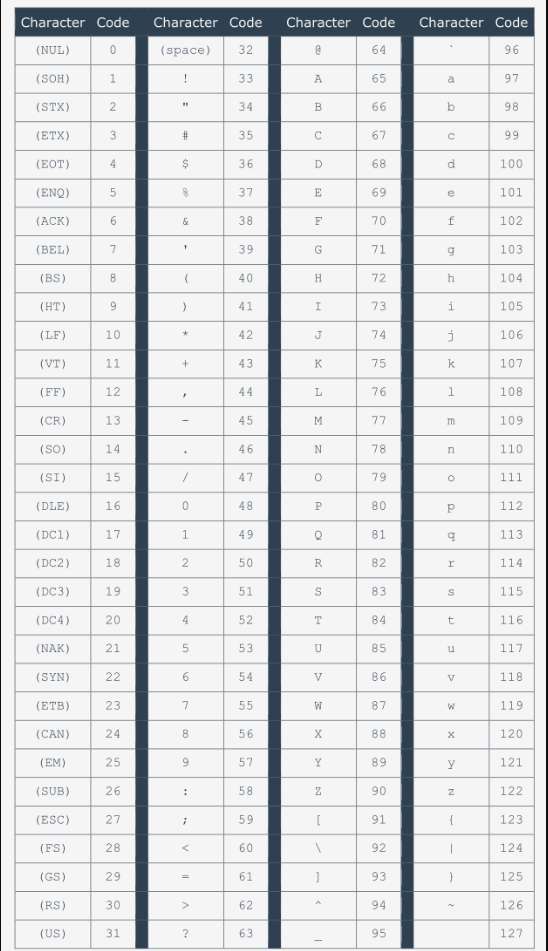 Character Code Character Code Character Code Character Code
(NUL) 0 (space) 32 @ 64 ` 96
(SOH) 1 ! 33 A 65 a 97
(STX) 2 " 34 B 66 b 98
(ETX) 3 # 35 C 67 c 99
(EOT) 4 $ 36 D 68 d 100
(ENQ) 5 % 37 E 69 e 101
(ACK) 6 & 38 F 70 f 102
(BEL) 7 ' 39 G 71 g 103
(BS) 8 ( 40 H 72 h 104
(HT) 9 ) 41 I 73 i 105
(LF) 10 * 42 J 74 j 106
(VT) 11 + 43 K 75 k 107
(FF) 12 , 44 L 76 l 108
(CR) 13 - 45 M 77 m 109
(SO) 14 . 46 N 78 n 110
(SI) 15 / 47 O 79 o 111
(DLE) 16 0 48 P 80 p 112
(DC1) 17 1 49 Q 81 q 113
(DC2) 18 2 50 R 82 r 114
(DC3) 19 3 51 S 83 s 115
(DC4) 20 4 52 T 84 t 116
(NAK) 21 5 53 U 85 u 117
(SYN) 22 6 54 V 86 v 118
(ETB) 23 7 55 W 87 w 119
(CAN) 24 8 56 X 88 x 120
(EM) 25 9 57 Y 89 y 121
(SUB) 26 : 58 Z 90 z 122
(ESC) 27 ; 59 [ 91 { 123
(FS) 28 < 60 \ 92 | 124
(GS) 29 = 61 ] 93 } 125
(RS) 30 > 62 ^ 94 ~ 126
(US) 31 ? 63 _ 95 127